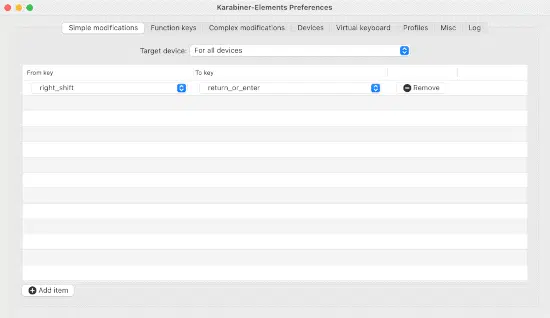 Karabiner-Elements Preferences
Simple modifications Function keys Complex modifications Devices Virtual keyboard Profiles Misc Log
Target device: For all devices
From key To key
right_shift return_or_enter Remove
Add item